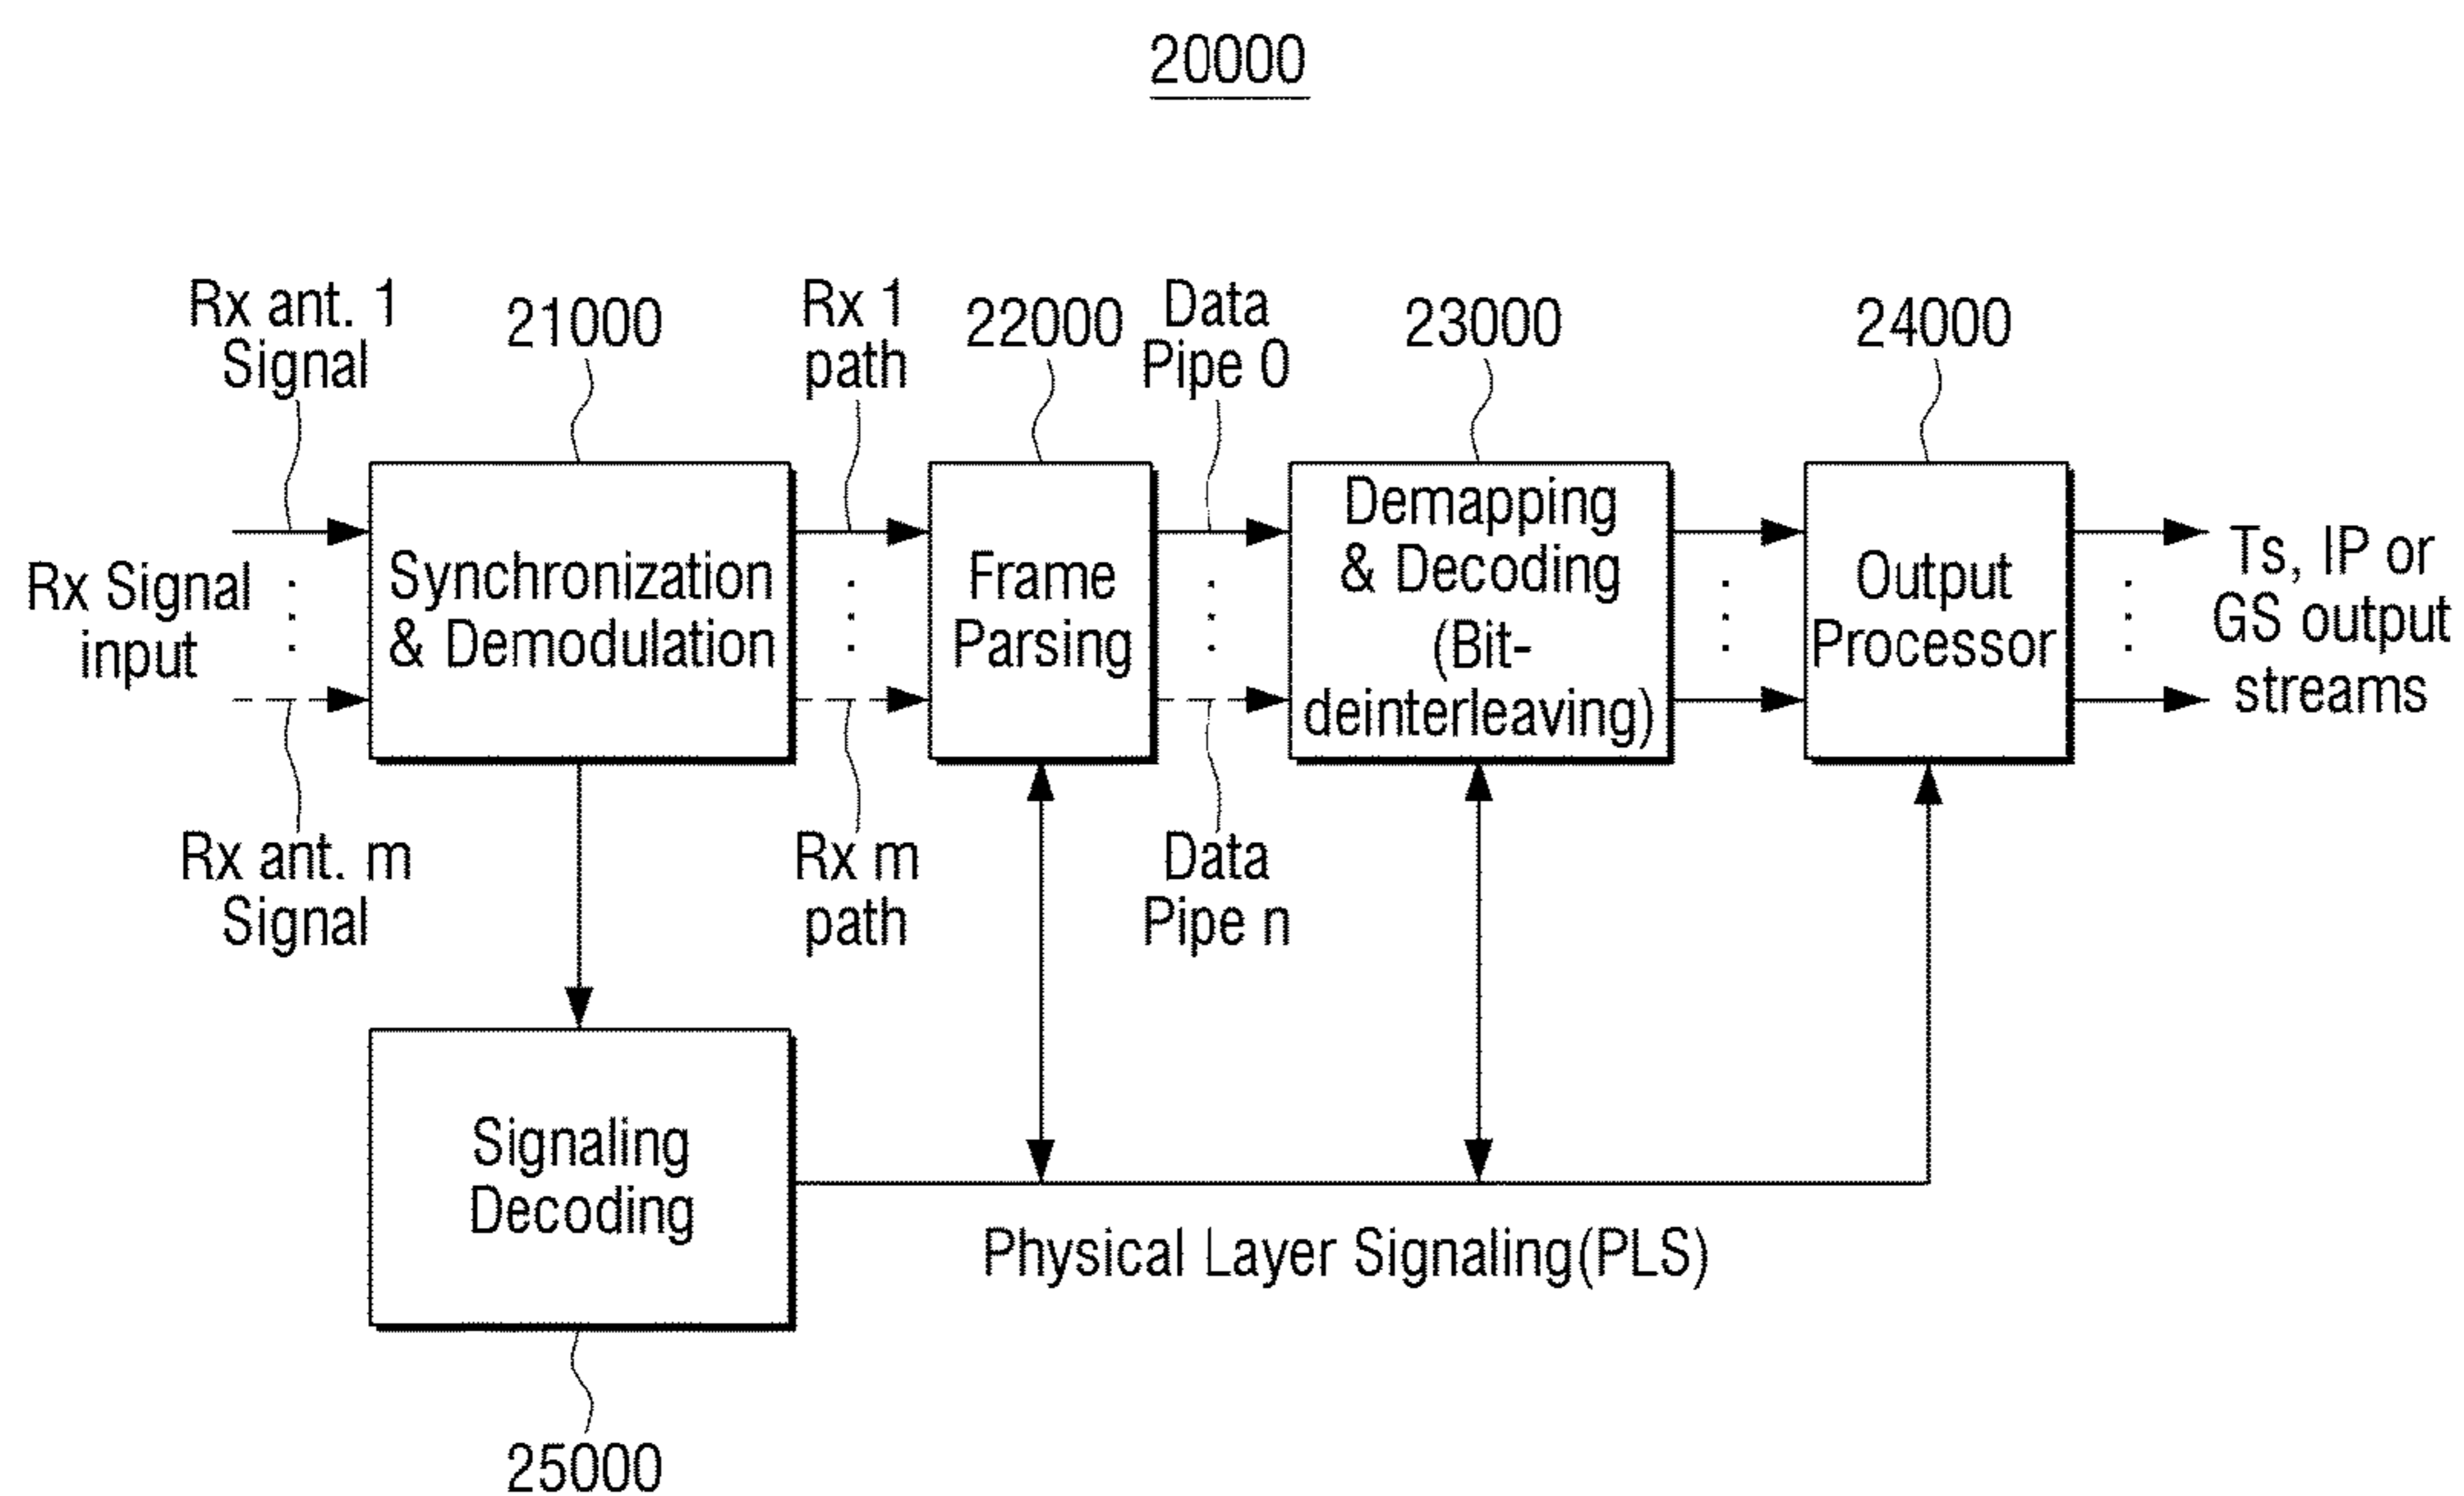 20000
Rx ant. 1
Signal
21000
Rx 1
path
22000
Data
Pipe 0
23000
24000
Rx Signal
input
Synchronization
& Demodulation
Frame
Parsing
Demapping
& Decoding
(Bit-
deinterleaving)
Output
Processor
Ts, IP or
GS output
streams
Rx ant. m
Signal
Rx m
path
Data
Pipe n
Signaling
Decoding
Physical Layer Signaling(PLS)
25000